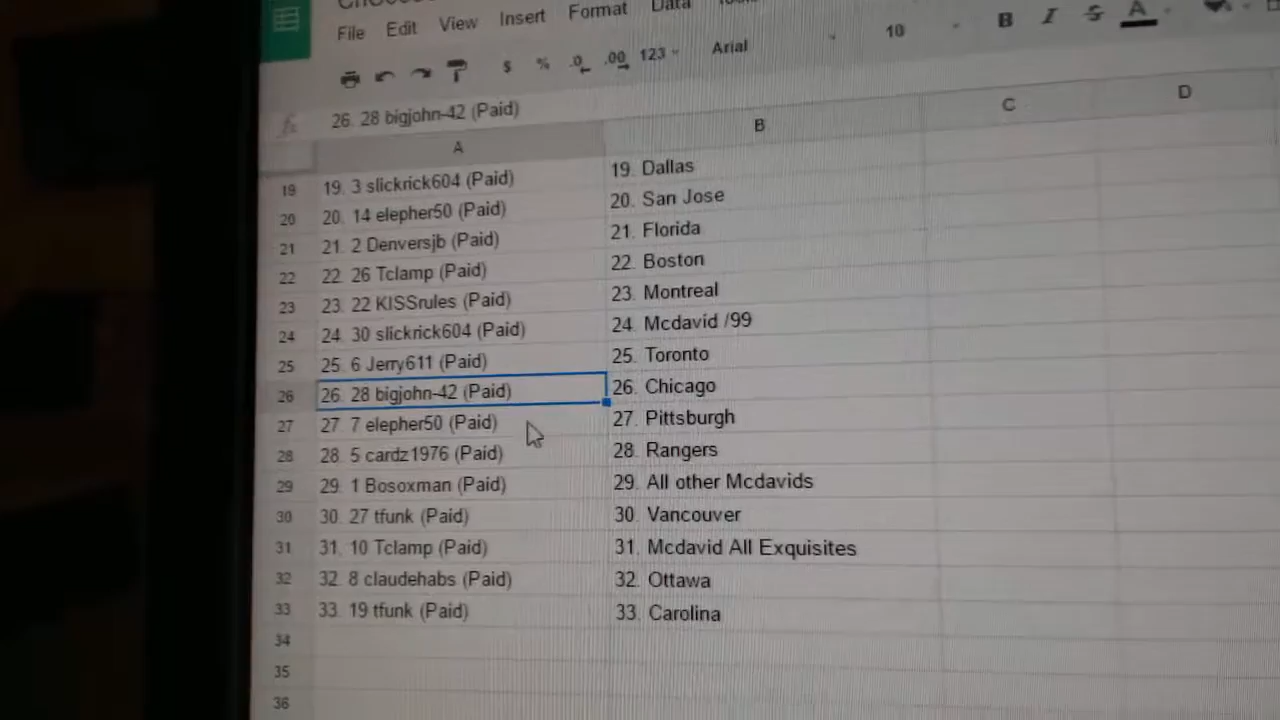 File Edit View Insert Format Data
$ % .0 .00 123 Arial 10 B I S A
fx 26. 28 bigjohn-42 (Paid)
A B C D
19 19. 3 slickrick604 (Paid) 19. Dallas
20 20. 14 elepher50 (Paid) 20. San Jose
21 21. 2 Denversjb (Paid) 21. Florida
22 22. 26 Tclamp (Paid) 22. Boston
23 23. 22 KISSrules (Paid) 23. Montreal
24 24. 30 slickrick604 (Paid) 24. Mcdavid /99
25 25. 6 Jerry611 (Paid) 25. Toronto
26 26. 28 bigjohn-42 (Paid) 26. Chicago
27 27. 7 elepher50 (Paid) 27. Pittsburgh
28 28. 5 cardz1976 (Paid) 28. Rangers
29 29. 1 Bosoxman (Paid) 29. All other Mcdavids
30 30. 27 tfunk (Paid) 30. Vancouver
31 31. 10 Tclamp (Paid) 31. Mcdavid All Exquisites
32 32. 8 claudehabs (Paid) 32. Ottawa
33 33. 19 tfunk (Paid) 33. Carolina
34
35
36